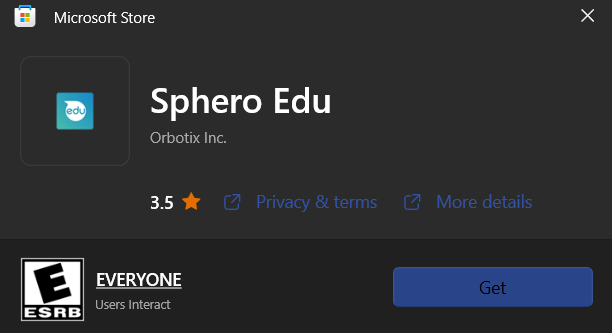 Microsoft Store
edu
Sphero Edu
Orbotix Inc.
3.5 Privacy & terms More details
E
EVERYONE
ESRB
Users Interact
Get